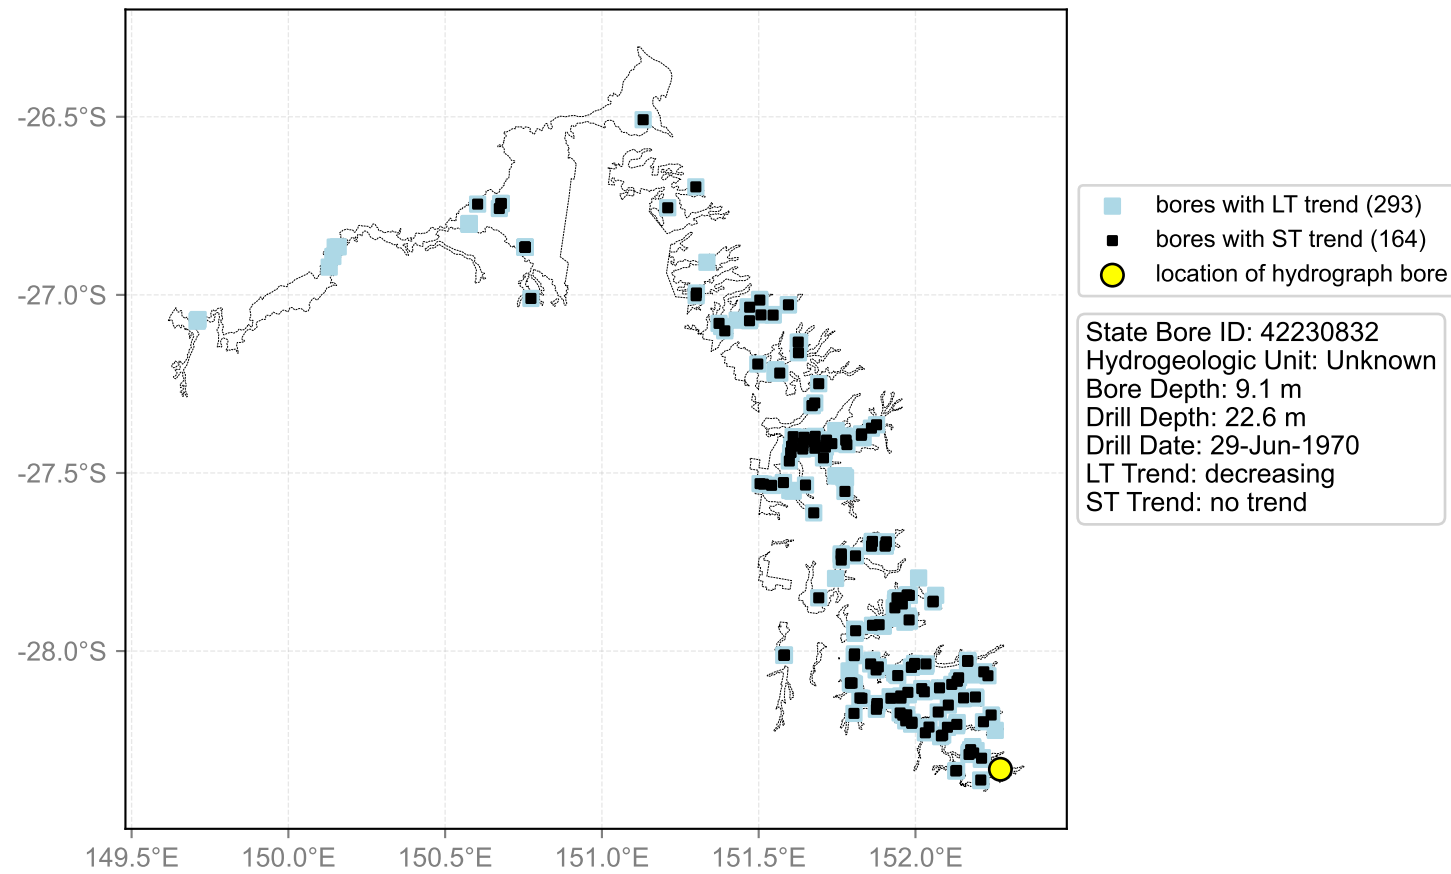 -26.5°S
-27.0°S
-27.5°S
-28.0°S
149.5°E
150.0°E
150.5°E
151.0°E
151.5°E
152.0°E
bores with LT trend (293)
bores with ST trend (164)
location of hydrograph bore
State Bore ID: 42230832
Hydrogeologic Unit: Unknown
Bore Depth: 9.1 m
Drill Depth: 22.6 m
Drill Date: 29-Jun-1970
LT Trend: decreasing
ST Trend: no trend